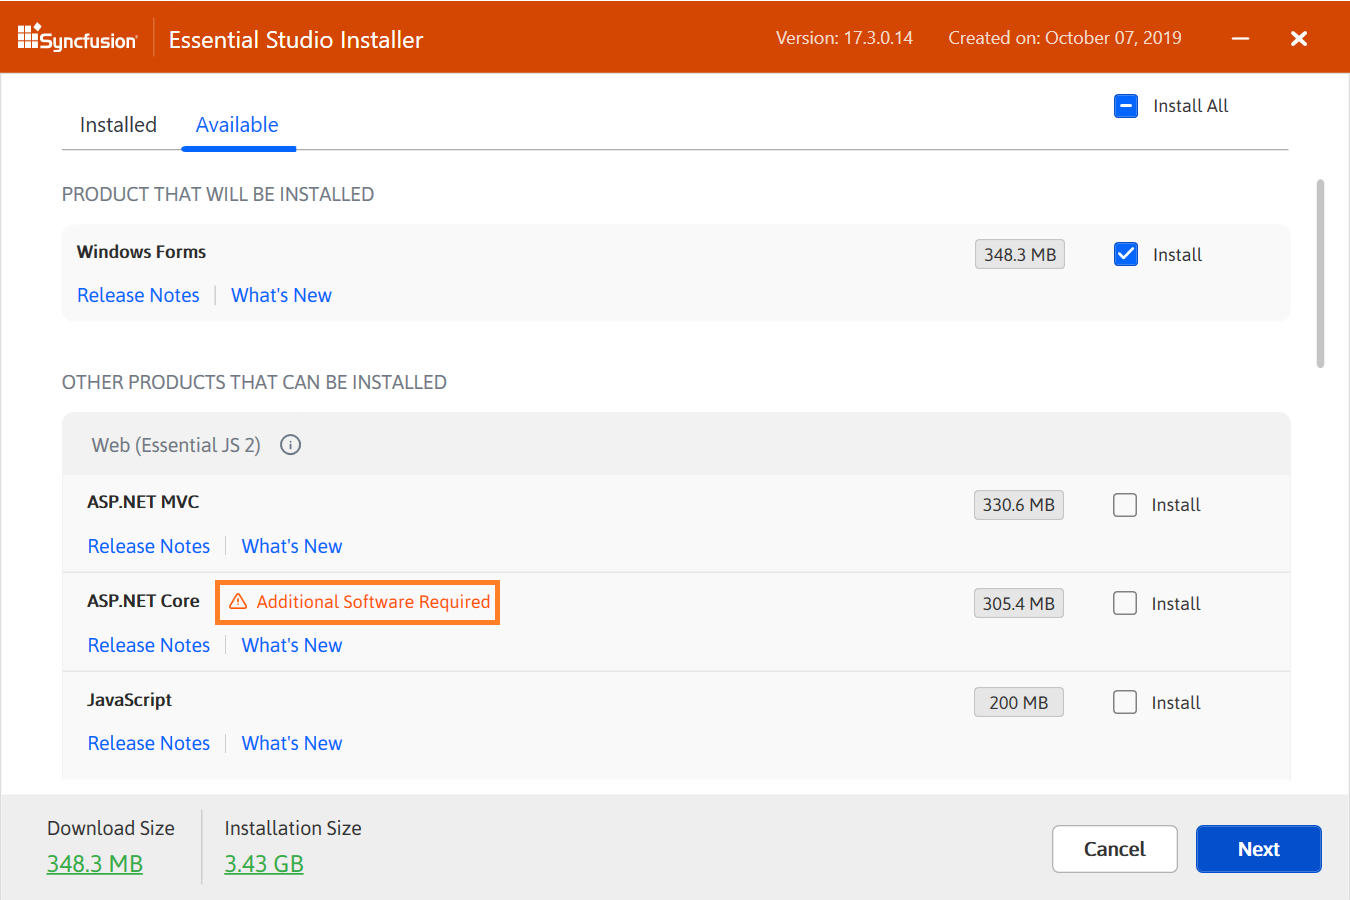 Syncfusion Essential Studio Installer Version: 17.3.0.14 Created on: October 07, 2019
Installed Available Install All
PRODUCT THAT WILL BE INSTALLED
Windows Forms 348.3 MB Install
Release Notes What's New
OTHER PRODUCTS THAT CAN BE INSTALLED
Web (Essential JS 2)
ASP.NET MVC 330.6 MB Install
Release Notes What's New
ASP.NET Core Additional Software Required 305.4 MB Install
Release Notes What's New
JavaScript 200 MB Install
Release Notes What's New
Download Size Installation Size
348.3 MB 3.43 GB
Cancel Next